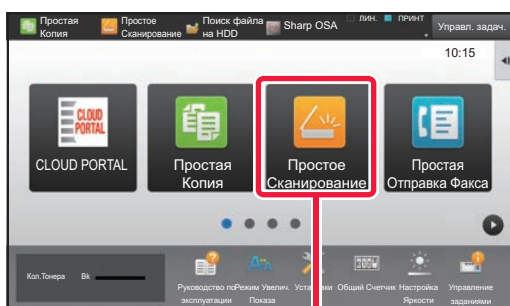 Простая
Копия
Простое
Сканирование
Поиск файла
на HDD
Sharp OSA
ЛИН.
ПРИНТ
Управл. задач.
10:15
CLOUD
PORTAL
CLOUD PORTAL
Простая
Копия
Простое
Сканирование
Простая
Отправка Факса
Кол.Тонера Bk
Руководство по
эксплуатации
Режим Увелич.
Показа
Установки
Общий Счетчик
Настройка
Яркости
Управление
заданиями